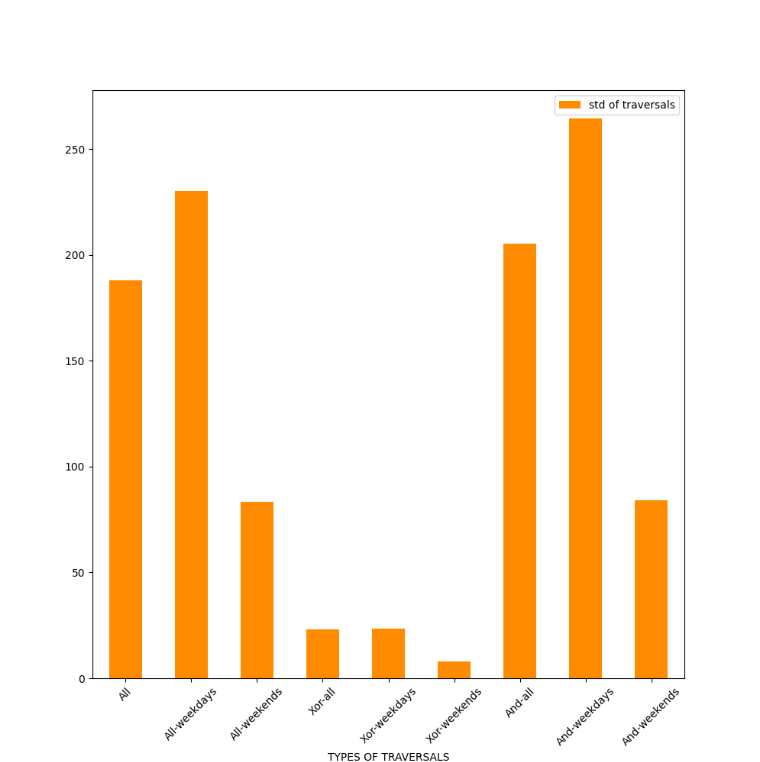 std of traversals
250
200
150
100
50
0
All
All-weekdays
All-weekends
Xor-all
Xor-weekdays
Xor-weekends
And-all
And-weekdays
And-weekends
TYPES OF TRAVERSALS